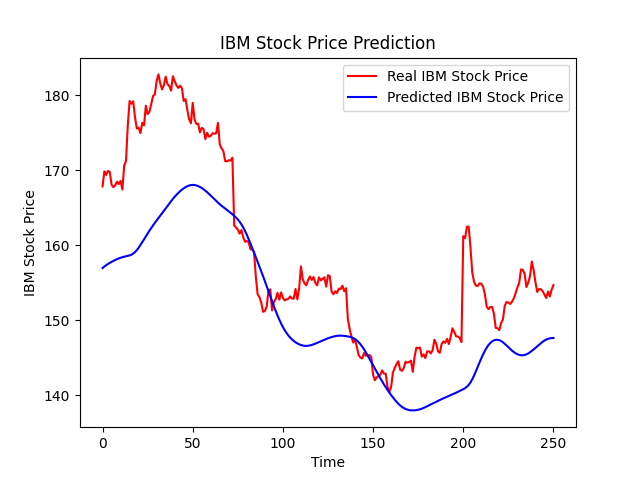 IBM Stock Price Prediction
Real IBM Stock Price
Predicted IBM Stock Price
IBM Stock Price
180
170
160
150
140
0 50 100 150 200 250
Time